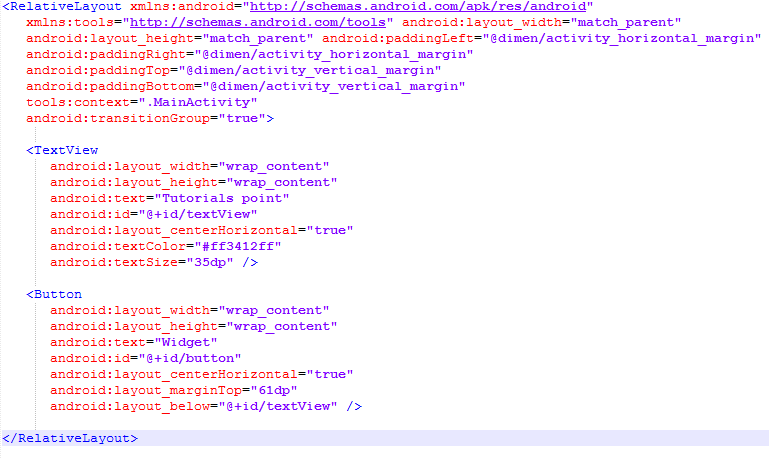 <RelativeLayout xmlns:android="http://schemas.android.com/apk/res/android"
xmlns:tools="http://schemas.android.com/tools" android:layout_width="match_parent"
android:layout_height="match_parent" android:paddingLeft="@dimen/activity_horizontal_margin"
android:paddingRight="@dimen/activity_horizontal_margin"
android:paddingTop="@dimen/activity_vertical_margin"
android:paddingBottom="@dimen/activity_vertical_margin"
tools:context=".MainActivity"
android:transitionGroup="true">
<TextView
android:layout_width="wrap_content"
android:layout_height="wrap_content"
android:text="Tutorials point"
android:id="@+id/textView"
android:layout_centerHorizontal="true"
android:textColor="#ff3412ff"
android:textSize="35dp" />
<Button
android:layout_width="wrap_content"
android:layout_height="wrap_content"
android:text="Widget"
android:id="@+id/button"
android:layout_centerHorizontal="true"
android:layout_marginTop="61dp"
android:layout_below="@+id/textView" />
</RelativeLayout>